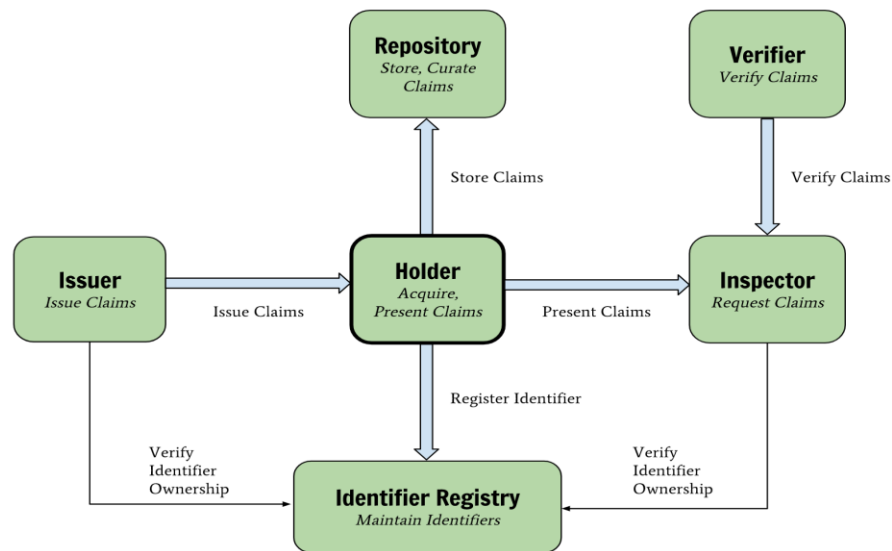 Repository
Store, Curate
Claims
Verifier
Verify Claims
Store Claims
Verify Claims
Issuer
Issue Claims
Issue Claims
Holder
Acquire,
Present Claims
Present Claims
Inspector
Request Claims
Register Identifier
Verify
Identifier
Ownership
Verify
Identifier
Ownership
Identifier Registry
Maintain Identifiers